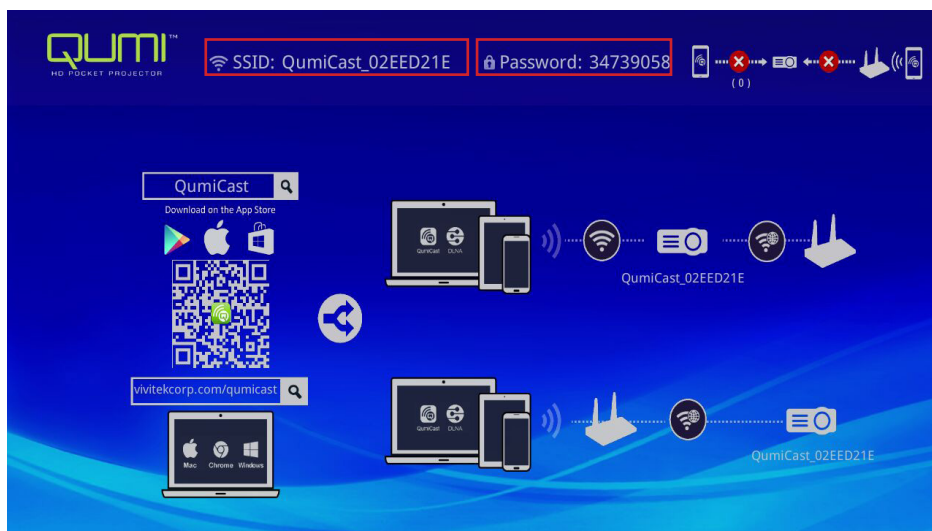 QUMI™
HD POCKET PROJECTOR
SSID: QumiCast_02EED21E
Password: 34739058
(0)
QumiCast
Download on the App Store
vivitekcorp.com/qumicast
Mac Chrome Windows
QumiCast DLNA
QumiCast_02EED21E
QumiCast DLNA
QumiCast_02EED21E